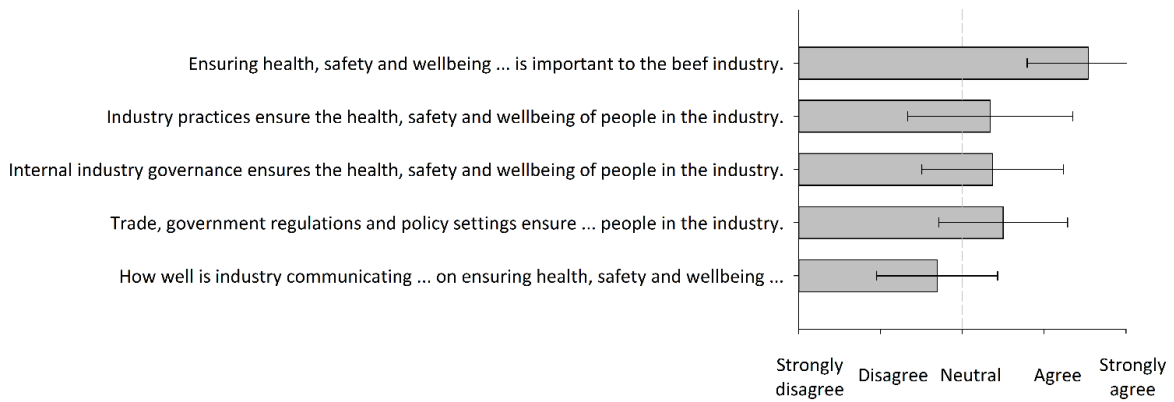 Ensuring health, safety and wellbeing ... is important to the beef industry.
Industry practices ensure the health, safety and wellbeing of people in the industry.
Internal industry governance ensures the health, safety and wellbeing of people in the industry.
Trade, government regulations and policy settings ensure ... people in the industry.
How well is industry communicating ... on ensuring health, safety and wellbeing ...
Strongly
disagree
Disagree
Neutral
Agree
Strongly
agree